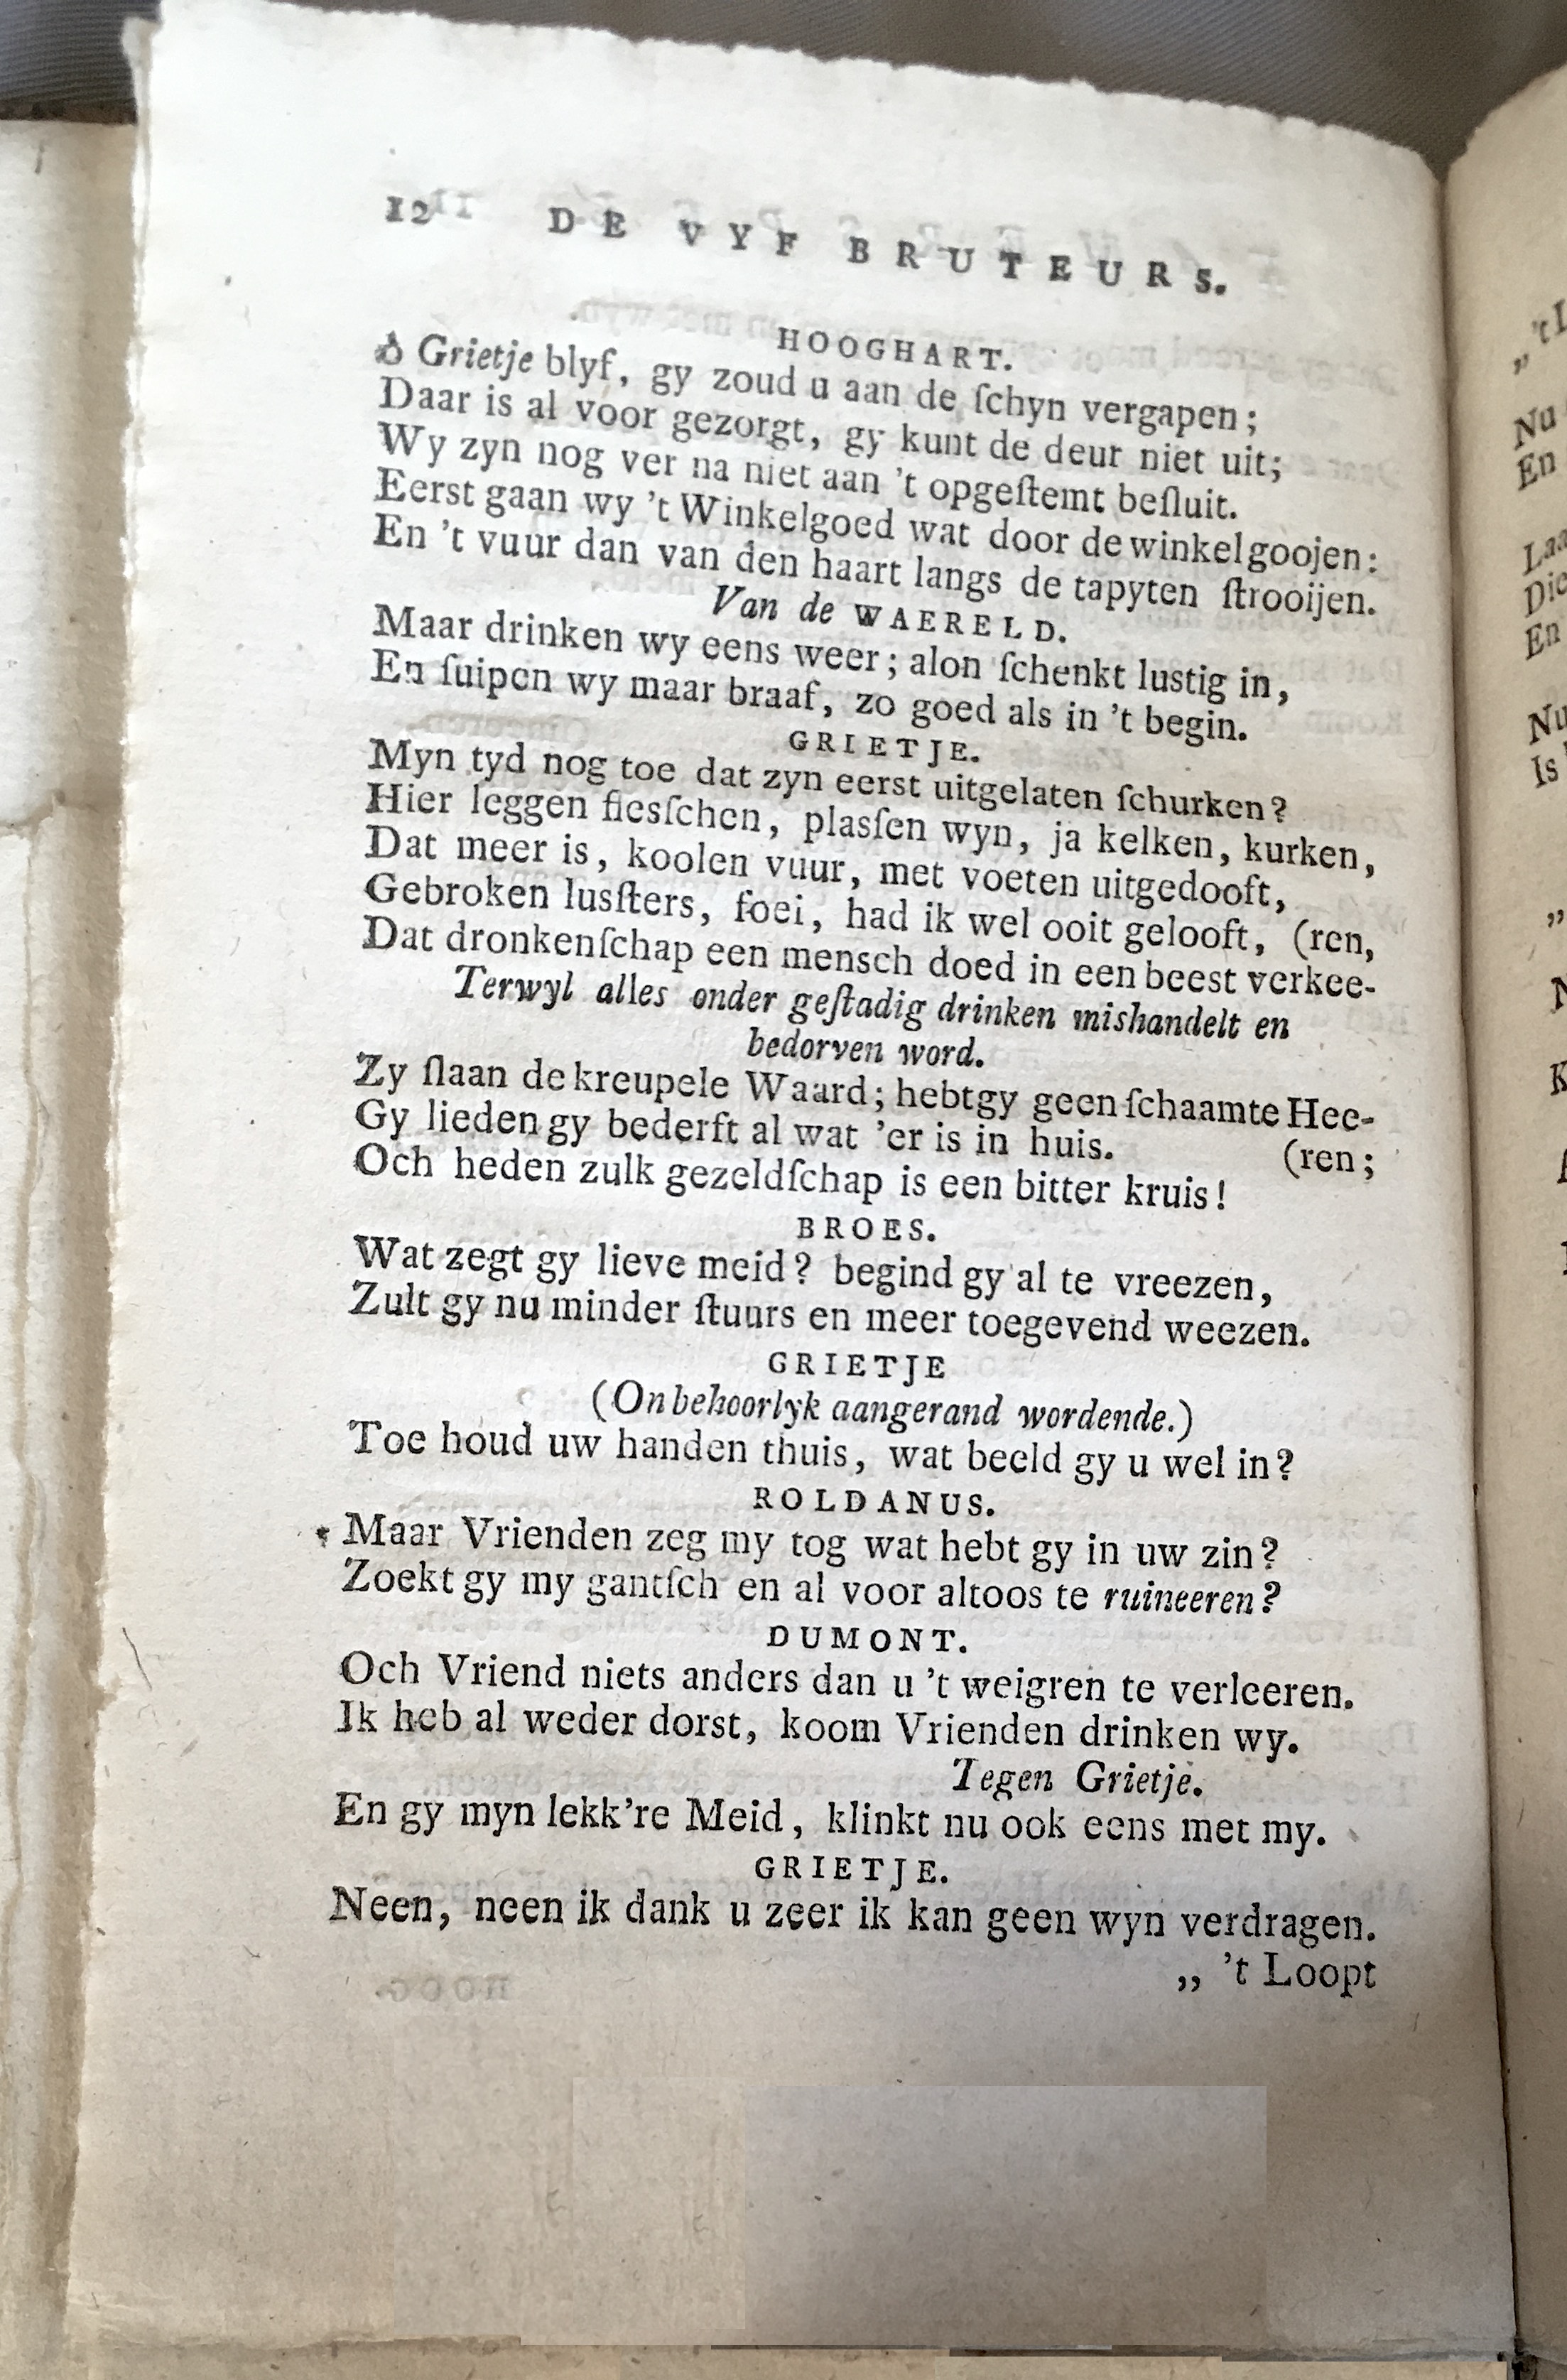 12 DE VYF BRUTEURS.
HOOGHART.
ô Grietje blyf, gy zoud u aan de ſchyn vergapen;
Daar is al voor gezorgt, gy kunt de deur niet uit;
Wy zyn nog ver na niet aan 't opgeſtemt beſluit.
Eerst gaan wy 't Winkelgoed wat door de winkel goojen:
En 't vuur dan van den haart langs de tapyten ſtrooijen.
Van de WAERELD.
Maar drinken wy eens weer; alon ſchenkt lustig in,
En ſuipen wy maar braaf, zo goed als in 't begin.
GRIETJE.
Myn tyd nog toe dat zyn eerst uitgelaten ſchurken?
Hier leggen flesſchen, plasſen wyn, ja kelken, kurken,
Dat meer is, koolen vuur, met voeten uitgedooft,
Gebroken lusſters, foei, had ik wel ooit gelooft, (ren,
Dat dronkenſchap een mensch doed in een beest verkee-
Terwyl alles onder geſtadig drinken mishandelt en
bedorven word.
Zy ſlaan de kreupele Waard; hebt gy geen ſchaamte Hee-
Gy lieden gy bederft al wat 'er is in huis. (ren;
Och heden zulk gezeldſchap is een bitter kruis!
BROES.
Wat zegt gy lieve meid? begind gy al te vreezen,
Zult gy nu minder ſtuurs en meer toegevend weezen.
GRIETJE
(Onbehoorlyk aangerand wordende.)
Toe houd uw handen thuis, wat beeld gy u wel in?
ROLDANUS.
Maar Vrienden zeg my tog wat hebt gy in uw zin?
Zoekt gy my gantſch en al voor altoos te ruineeren?
DUMONT.
Och Vriend niets anders dan u 't weigren te verleeren.
Ik heb al weder dorst, koom Vrienden drinken wy.
Tegen Grietje.
En gy myn lekk're Meid, klinkt nu ook eens met my.
GRIETJE.
Neen, neen ik dank u zeer ik kan geen wyn verdragen.
„ 't Loopt